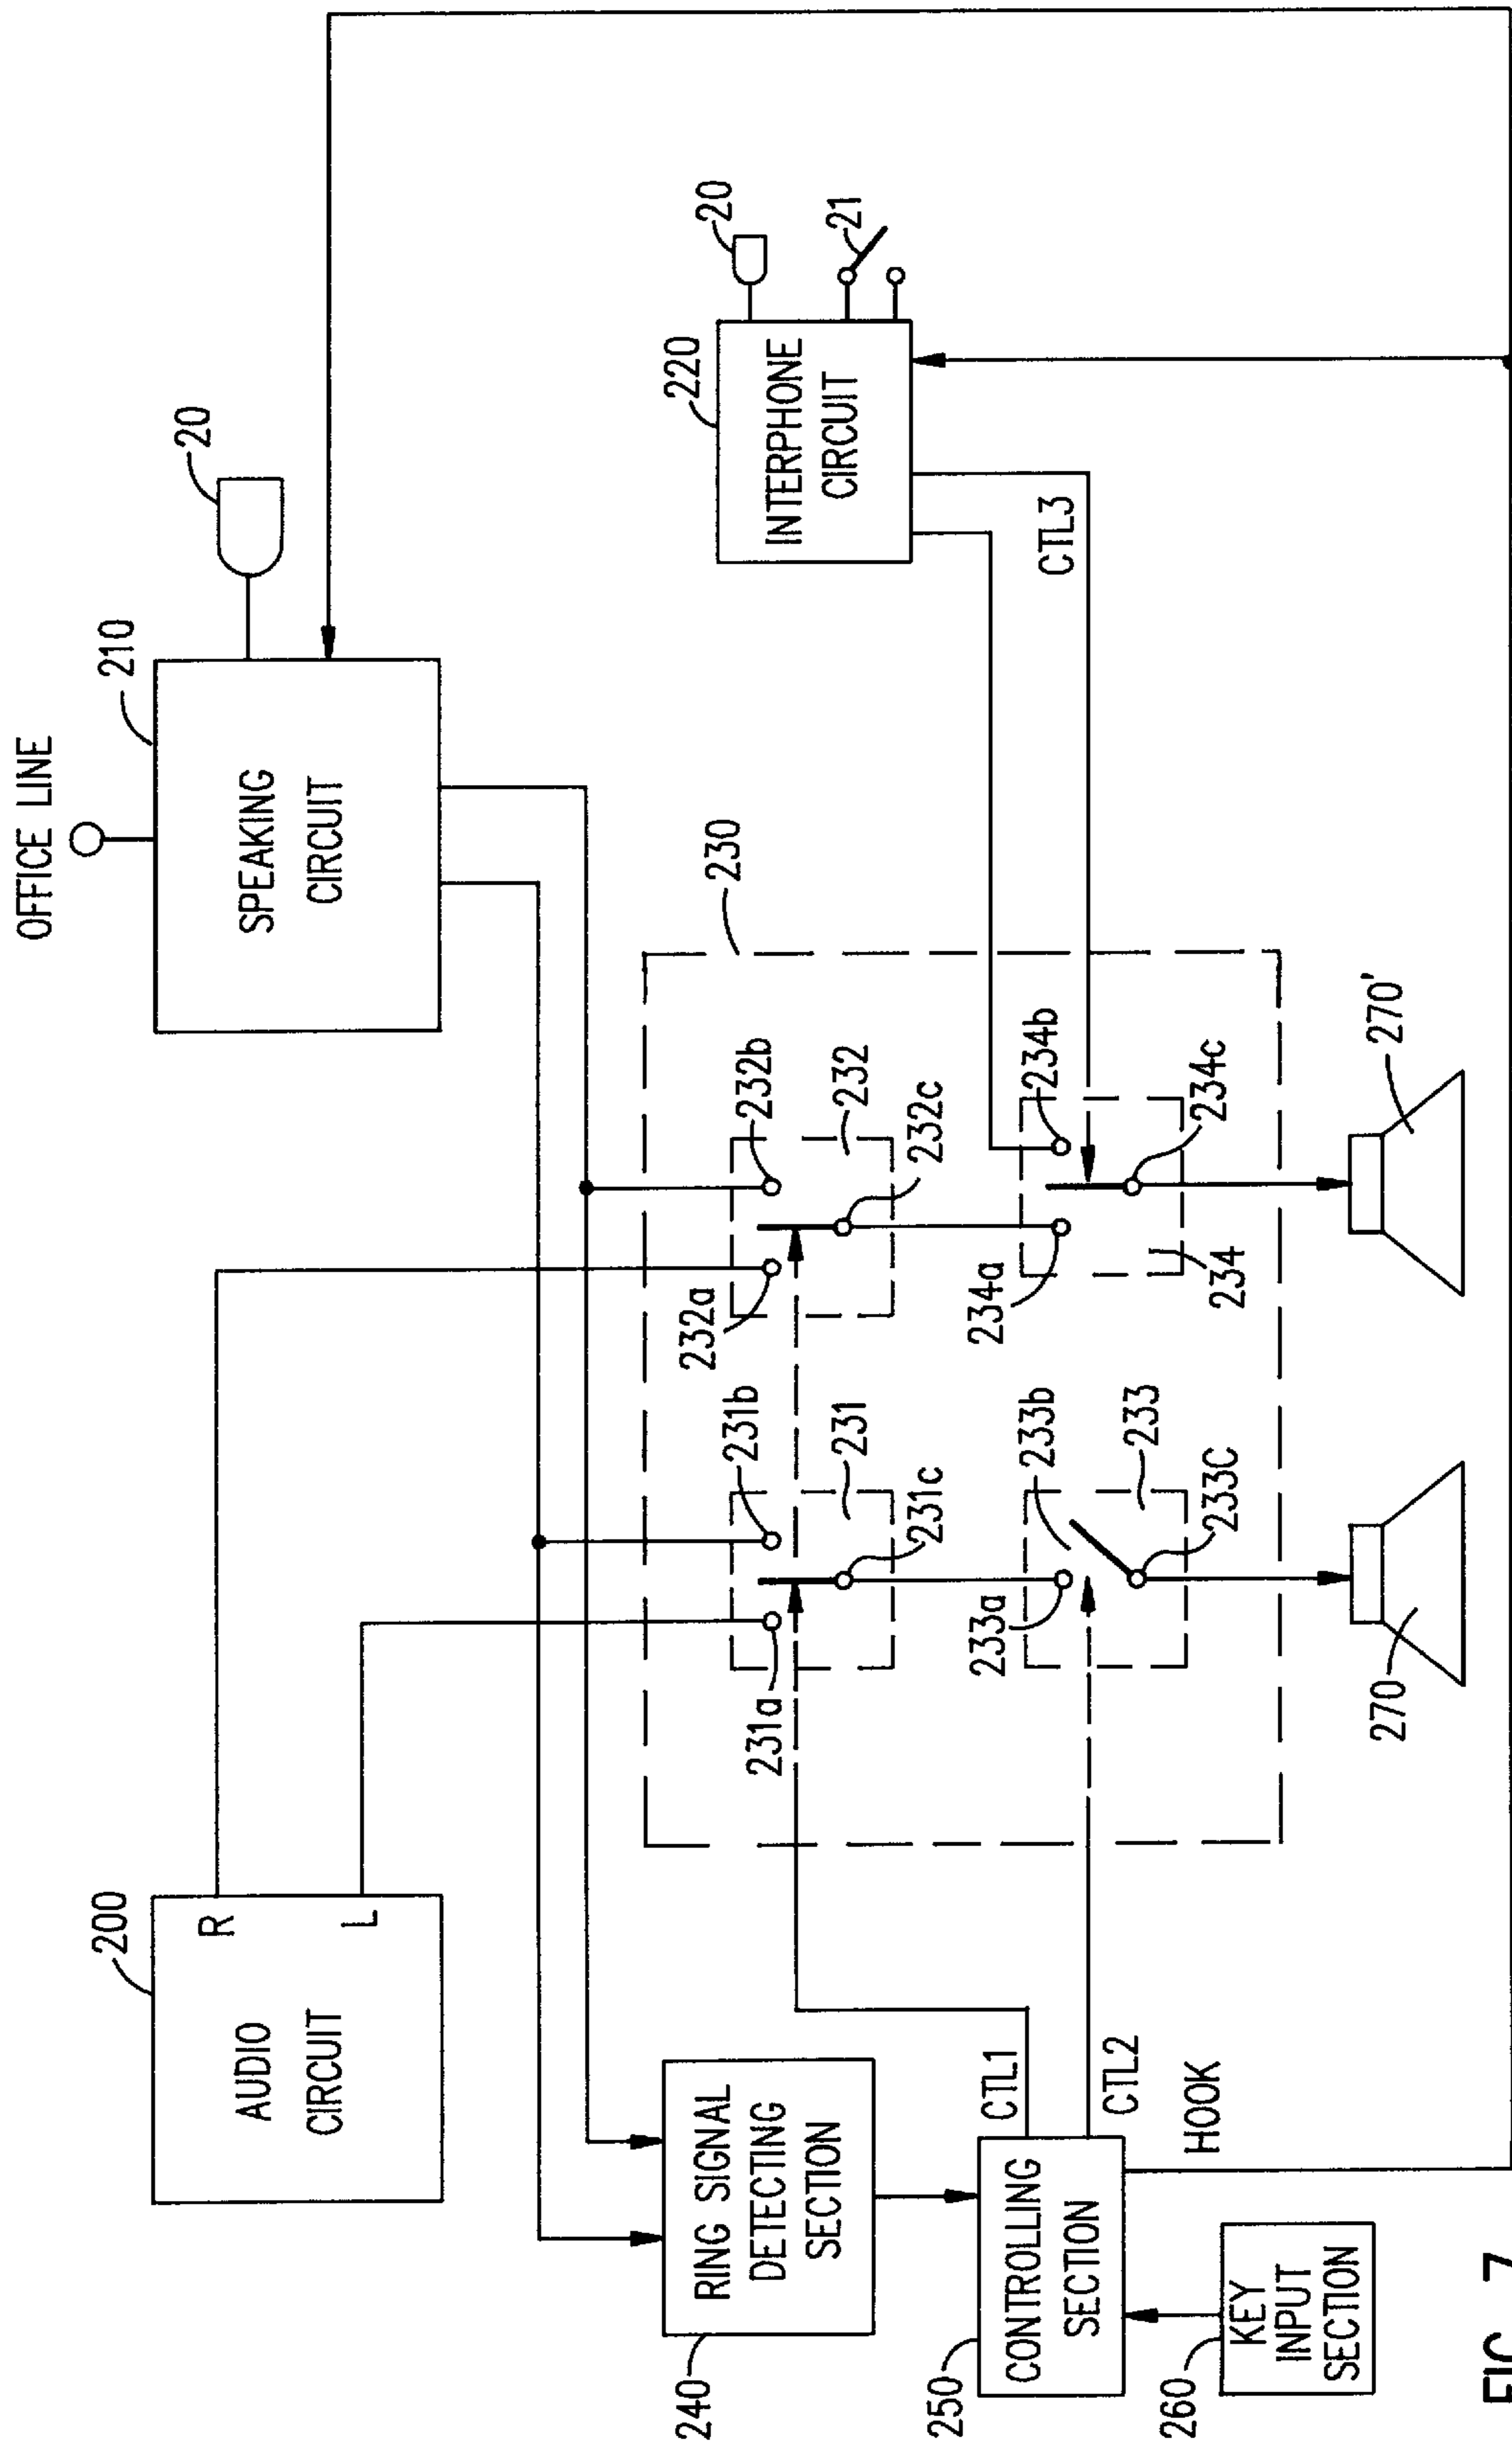 OFFICE LINE
200
AUDIO
CIRCUIT
R
L
210
SPEAKING
CIRCUIT
20
220
INTERPHONE
CIRCUIT
20
21
CTL3
230
231a
231b
231
231c
232a
232b
232
232c
233a
233b
233
233C
234a
234b
234
234c
240
RING SIGNAL
DETECTING
SECTION
250
CONTROLLING
SECTION
CTL1
CTL2
HOOK
260
KEY
INPUT
SECTION
270
270'
FIG. 7